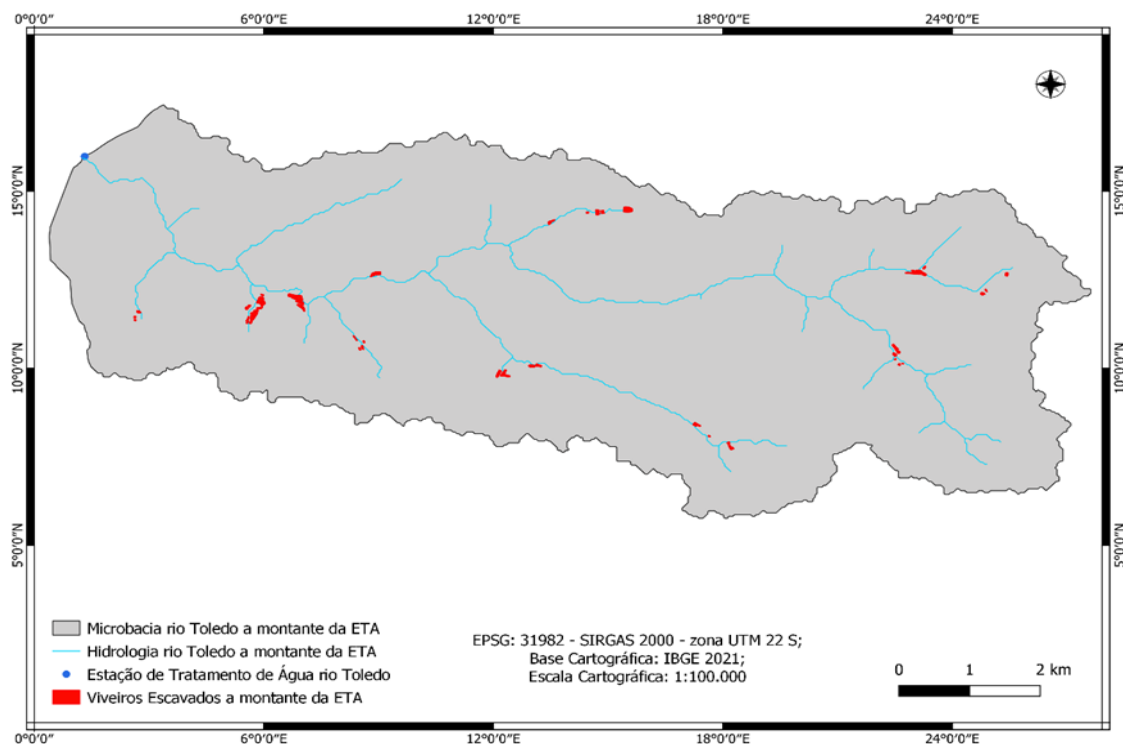 0°0'0" 6°0'0"E 12°0'0"E 18°0'0"E 24°0'0"E
15°0'0"N 15°0'0"N
10°0'0"N 10°0'0"N
5°0'0"N 5°0'0"N
Microbacia rio Toledo a montante da ETA
Hidrologia rio Toledo a montante da ETA
Estação de Tratamento de Água rio Toledo
Viveiros Escavados a montante da ETA
EPSG: 31982 - SIRGAS 2000 - zona UTM 22 S;
Base Cartográfica: IBGE 2021;
Escala Cartográfica: 1:100.000
0 1 2 km
0°0'0" 6°0'0"E 12°0'0"E 18°0'0"E 24°0'0"E